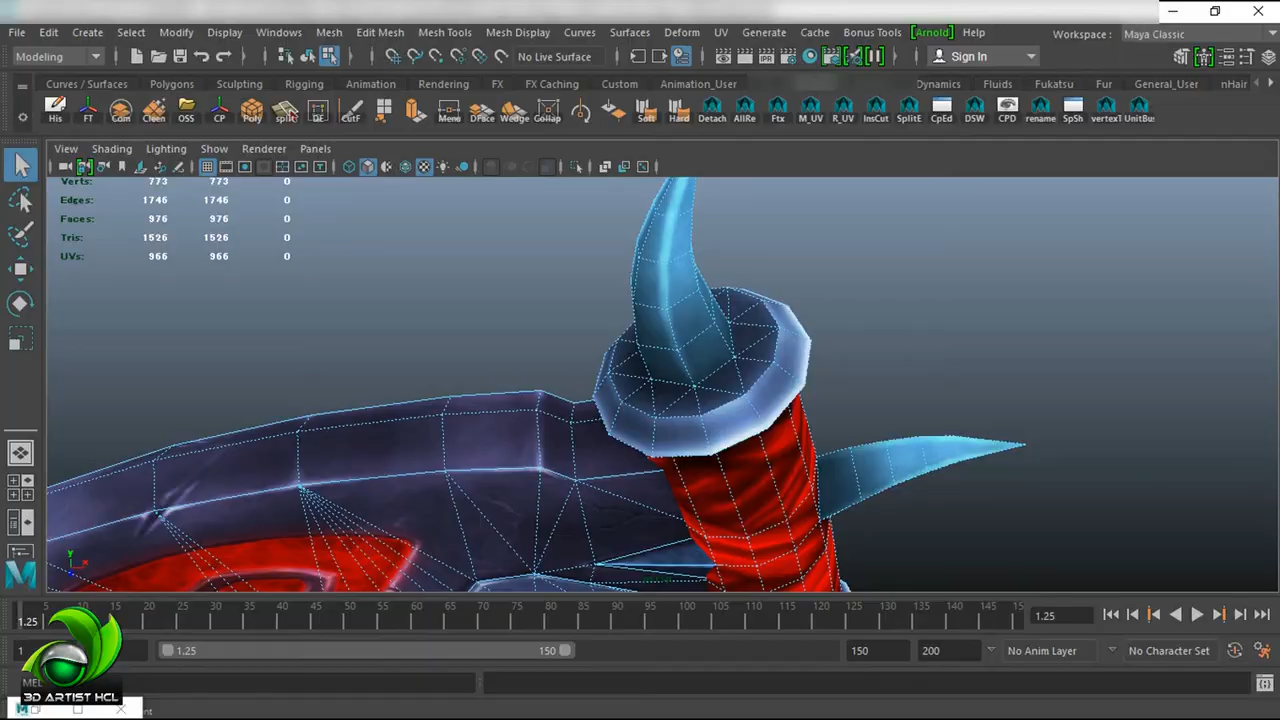 File Edit Create Select Modify Display Windows Mesh Edit Mesh Mesh Tools Mesh Display Curves Surfaces Deform UV Generate Cache Bonus Tools [Arnold] Help Workspace : Maya Classic
Modeling No Live Surface Sign In
Curves / Surfaces Polygons Sculpting Rigging Animation Rendering FX FX Caching Custom Animation_User Dynamics Fluids Fukatsu Fur General_User nHair
His FT Cam Cleen OSS CP Poly split DE CutF Menu DFace Wedge Collap Soft Hard Detach AllRe Ftx M_UV R_UV InsCut SplitE CpEd DSW CPD rename SpSh vertexT UnitBus
View Shading Lighting Show Renderer Panels
Verts: 773 773 0
Edges: 1746 1746 0
Faces: 976 976 0
Tris: 1526 1526 0
UVs: 966 966 0
y
5 10 15 20 25 30 35 40 45 50 55 60 65 70 75 80 85 90 95 100 105 110 115 120 125 130 135 140 145 15
1.25 1.25
1 1.25 150 150 200 No Anim Layer No Character Set
MEL
3D ARTIST HCL